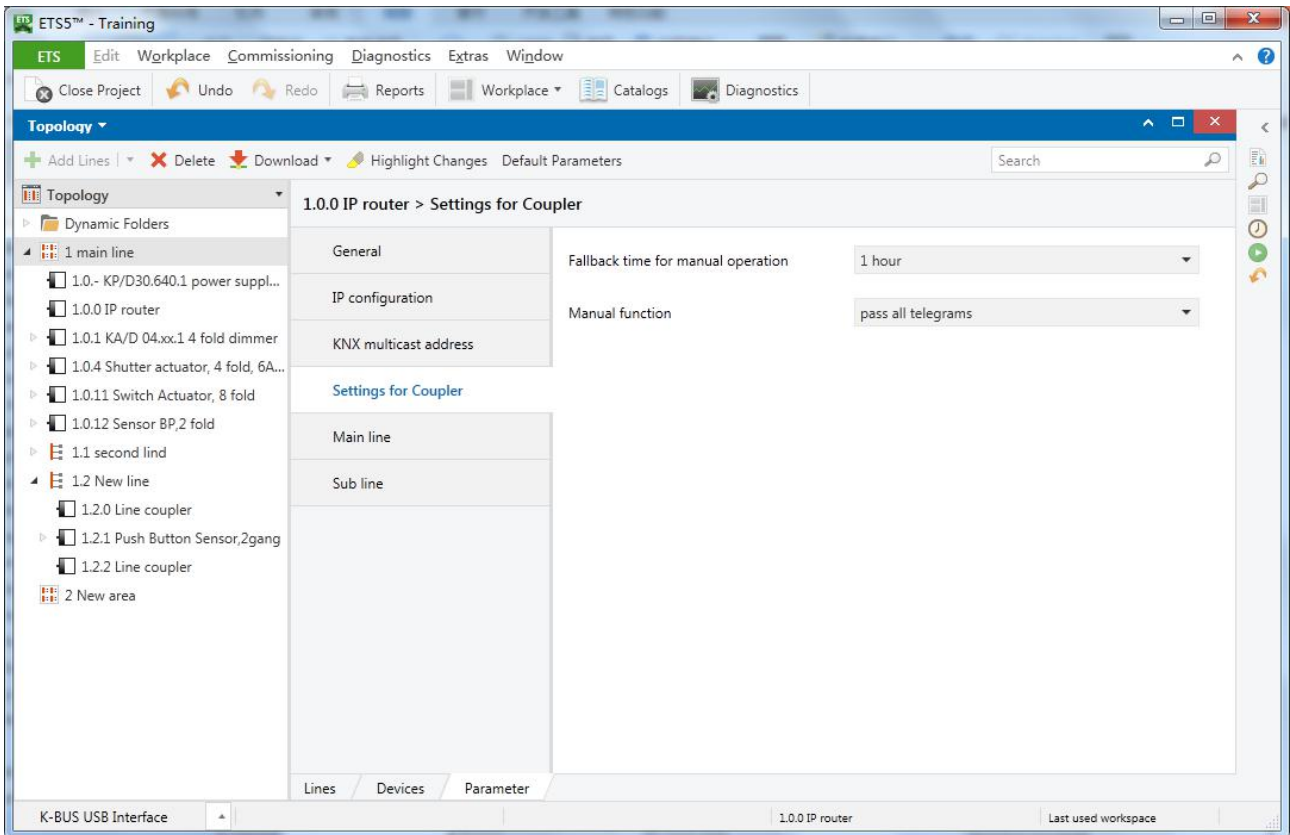 ETS5™ - Training
ETS Edit Workplace Commissioning Diagnostics Extras Window
Close Project Undo Redo Reports Workplace Catalogs Diagnostics
Topology
Add Lines Delete Download Highlight Changes Default Parameters Search
Topology
Dynamic Folders
1 main line
1.0.- KP/D30.640.1 power suppl...
1.0.0 IP router
1.0.1 KA/D 04.xx.1 4 fold dimmer
1.0.4 Shutter actuator, 4 fold, 6A...
1.0.11 Switch Actuator, 8 fold
1.0.12 Sensor BP,2 fold
1.1 second lind
1.2 New line
1.2.0 Line coupler
1.2.1 Push Button Sensor,2gang
1.2.2 Line coupler
2 New area
1.0.0 IP router > Settings for Coupler
General
IP configuration
KNX multicast address
Settings for Coupler
Main line
Sub line
Fallback time for manual operation 1 hour
Manual function pass all telegrams
Lines Devices Parameter
K-BUS USB Interface 1.0.0 IP router Last used workspace